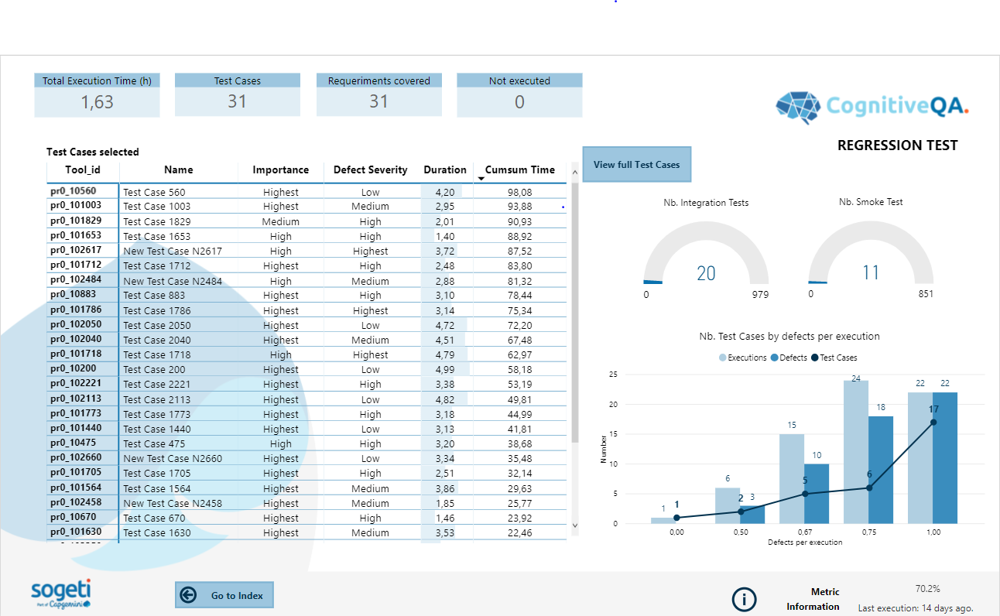 Total Execution Time (h) Test Cases Requeriments covered Not executed
1,63 31 31 0
CognitiveQA.
REGRESSION TEST
Test Cases selected
View full Test Cases
Tool_id Name Importance Defect Severity Duration Cumsum Time
pr0_10560 Test Case 560 Highest Low 4,20 98,08
pr0_101003 Test Case 1003 Highest Medium 2,95 93,88
pr0_101829 Test Case 1829 Medium High 2,01 90,93
pr0_101653 Test Case 1653 High High 1,40 88,92
pr0_102617 New Test Case N2617 High Highest 3,72 87,52
pr0_101712 Test Case 1712 Highest High 2,48 83,80
pr0_102484 New Test Case N2484 High Medium 2,88 81,32
pr0_10883 Test Case 883 Highest High 3,10 78,44
pr0_101786 Test Case 1786 Highest Highest 3,14 75,34
pr0_102050 Test Case 2050 Highest Low 4,72 72,20
pr0_102040 Test Case 2040 Highest Medium 4,51 67,48
pr0_101718 Test Case 1718 High Highest 4,79 62,97
pr0_10200 Test Case 200 Highest Low 4,99 58,18
pr0_102221 Test Case 2221 Highest High 3,38 53,19
pr0_102113 Test Case 2113 Highest Low 4,82 49,81
pr0_101773 Test Case 1773 Highest High 3,18 44,99
pr0_101440 Test Case 1440 Highest Low 3,13 41,81
pr0_10475 Test Case 475 High High 3,20 38,68
pr0_102660 New Test Case N2660 Highest Low 3,34 35,48
pr0_101705 Test Case 1705 Highest High 2,51 32,14
pr0_101564 Test Case 1564 Highest Medium 3,86 29,63
pr0_102458 New Test Case N2458 Highest Medium 1,85 25,77
pr0_10670 Test Case 670 Highest High 1,46 23,92
pr0_101630 Test Case 1630 Highest Medium 3,53 22,46
Nb. Integration Tests
20
0 979
Nb. Smoke Test
11
0 851
Nb. Test Cases by defects per execution
Executions Defects Test Cases
Number
25
20
15
10
5
0
1 1
6 2 3
15 5 10
24 6 18
22 17 22
0,00 0,50 0,67 0,75 1,00
Defects per execution
sogeti
Part of Capgemini
Go to Index
Metric
Information
70.2%
Last execution: 14 days ago.